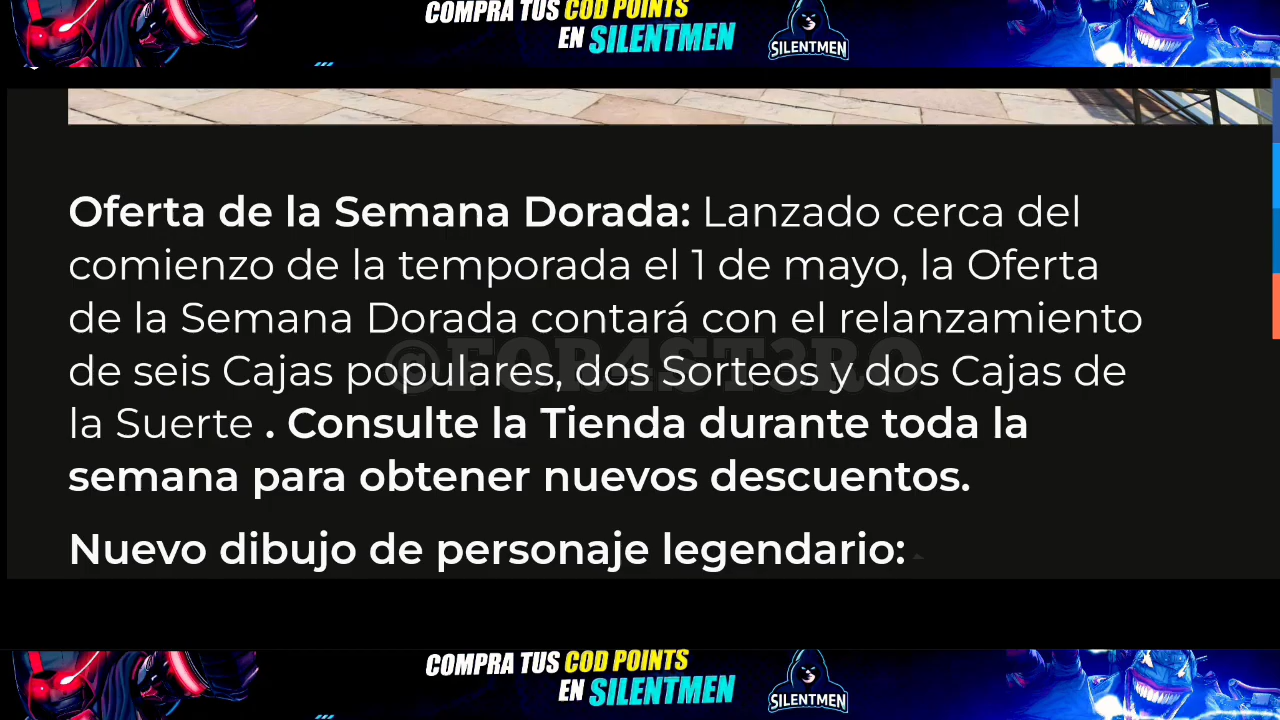 COMPRA TUS COD POINTS
EN SILENTMEN
SILENTMEN
Oferta de la Semana Dorada: Lanzado cerca del
comienzo de la temporada el 1 de mayo, la Oferta
de la Semana Dorada contará con el relanzamiento
@FOR4ST3RO
de seis Cajas populares, dos Sorteos y dos Cajas de
la Suerte . Consulte la Tienda durante toda la
semana para obtener nuevos descuentos.
Nuevo dibujo de personaje legendario:
COMPRA TUS COD POINTS
EN SILENTMEN
SILENTMEN